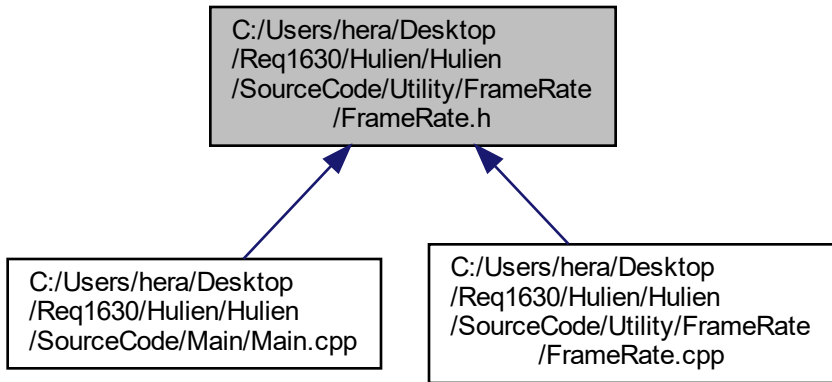 C:/Users/hera/Desktop
/Req1630/Hulien/Hulien
/SourceCode/Utility/FrameRate
/FrameRate.h
C:/Users/hera/Desktop
/Req1630/Hulien/Hulien
/SourceCode/Main/Main.cpp
C:/Users/hera/Desktop
/Req1630/Hulien/Hulien
/SourceCode/Utility/FrameRate
/FrameRate.cpp